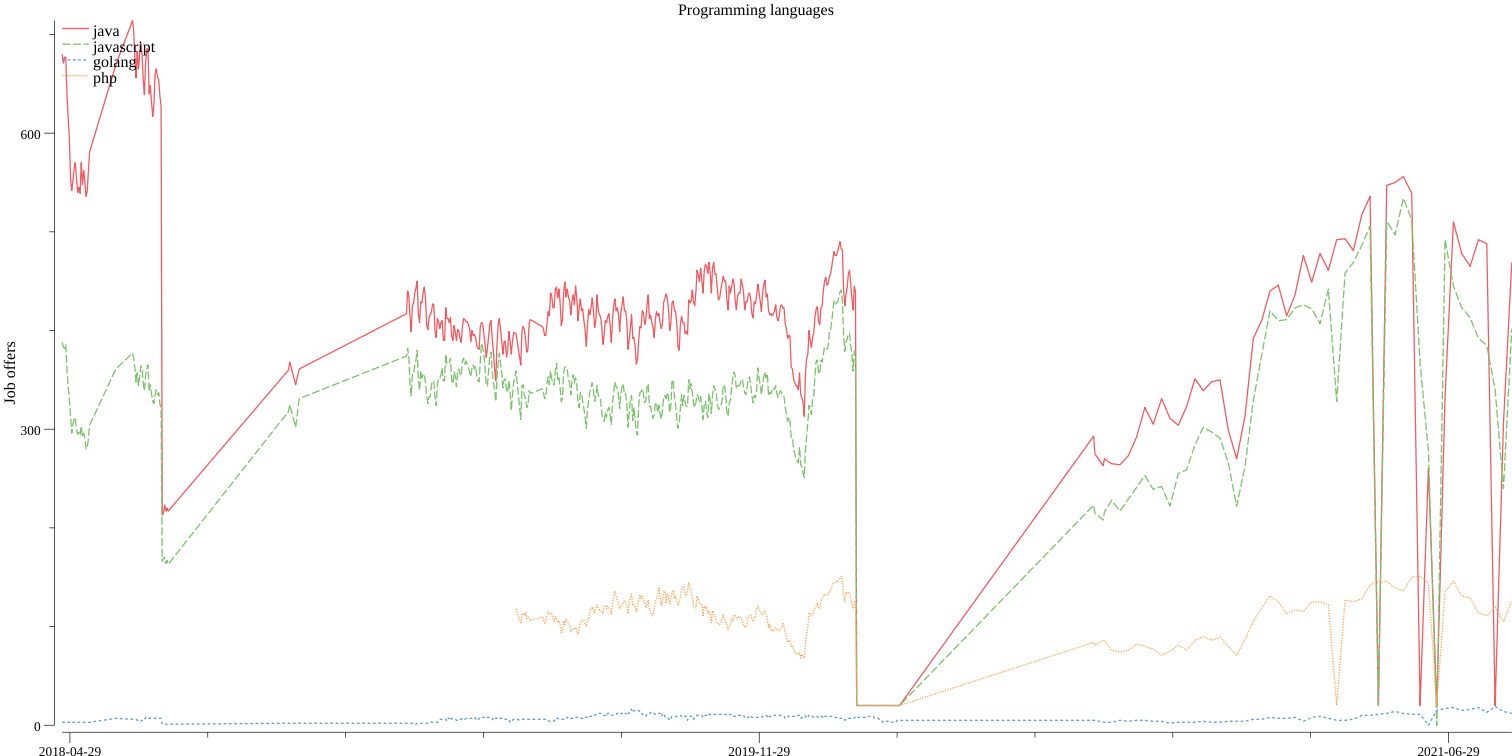 Programming languages
java
javascript
golang
php
600
300
0
Job offers
2018-04-29
2019-11-29
2021-06-29